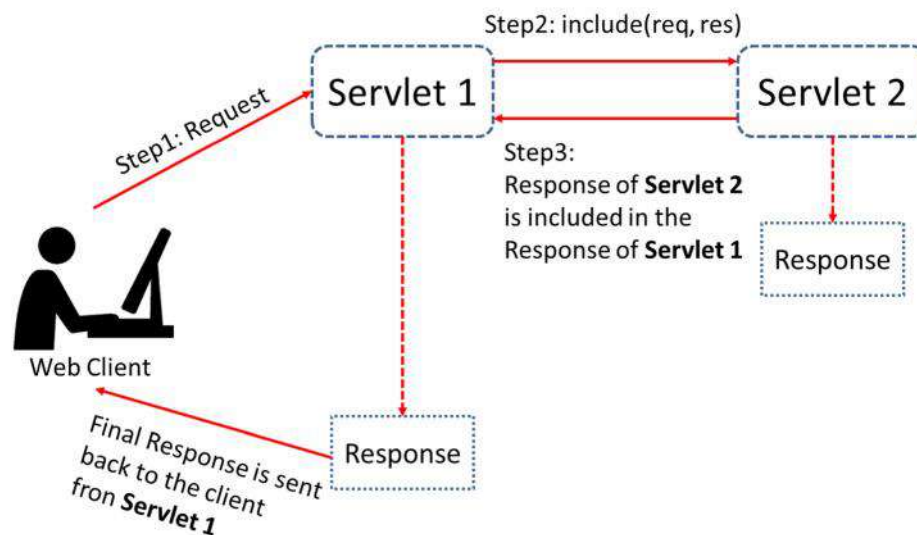 Step2: include(req, res)
Servlet 1
Servlet 2
Step1: Request
Step3:
Response of Servlet 2
is included in the
Response of Servlet 1
Response
Web Client
Final Response is sent
back to the client
fron Servlet 1
Response